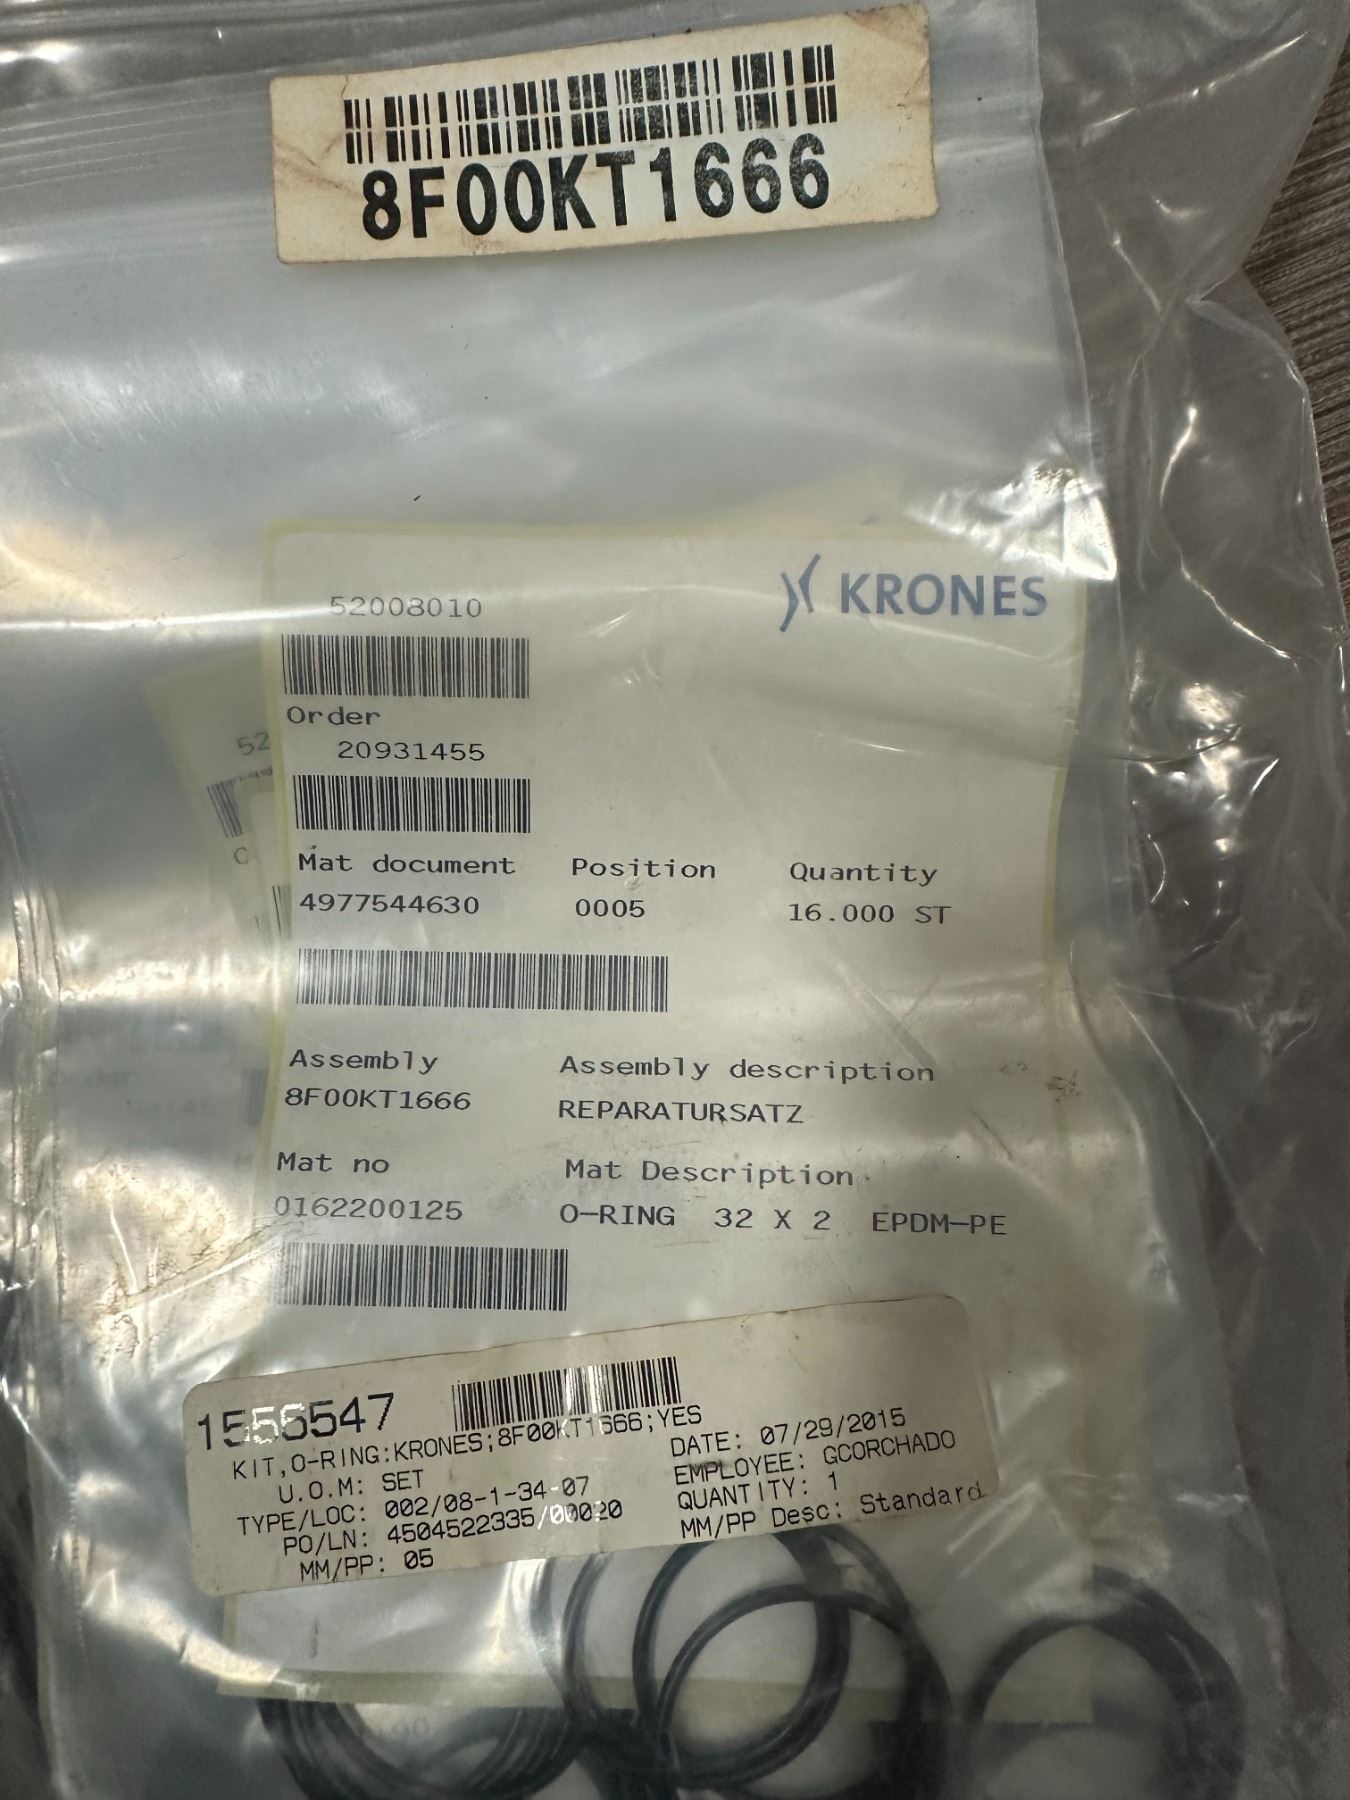 8F00KT1666
KRONES
52008010
Order
20931455
Mat document Position Quantity
4977544630 0005 16.000 ST
Assembly Assembly description
8F00KT1666 REPARATURSATZ
Mat no Mat Description
0162200125 O-RING 32 X 2 EPDM-PE
1556547
KIT,O-RING:KRONES;8F00KT1666;YES
U.O.M: SET DATE: 07/29/2015
TYPE/LOC: 002/08-1-34-07 EMPLOYEE: GCORCHADO
PO/LN: 4504522335/00020 QUANTITY: 1
MM/PP: 05 MM/PP Desc: Standard
52